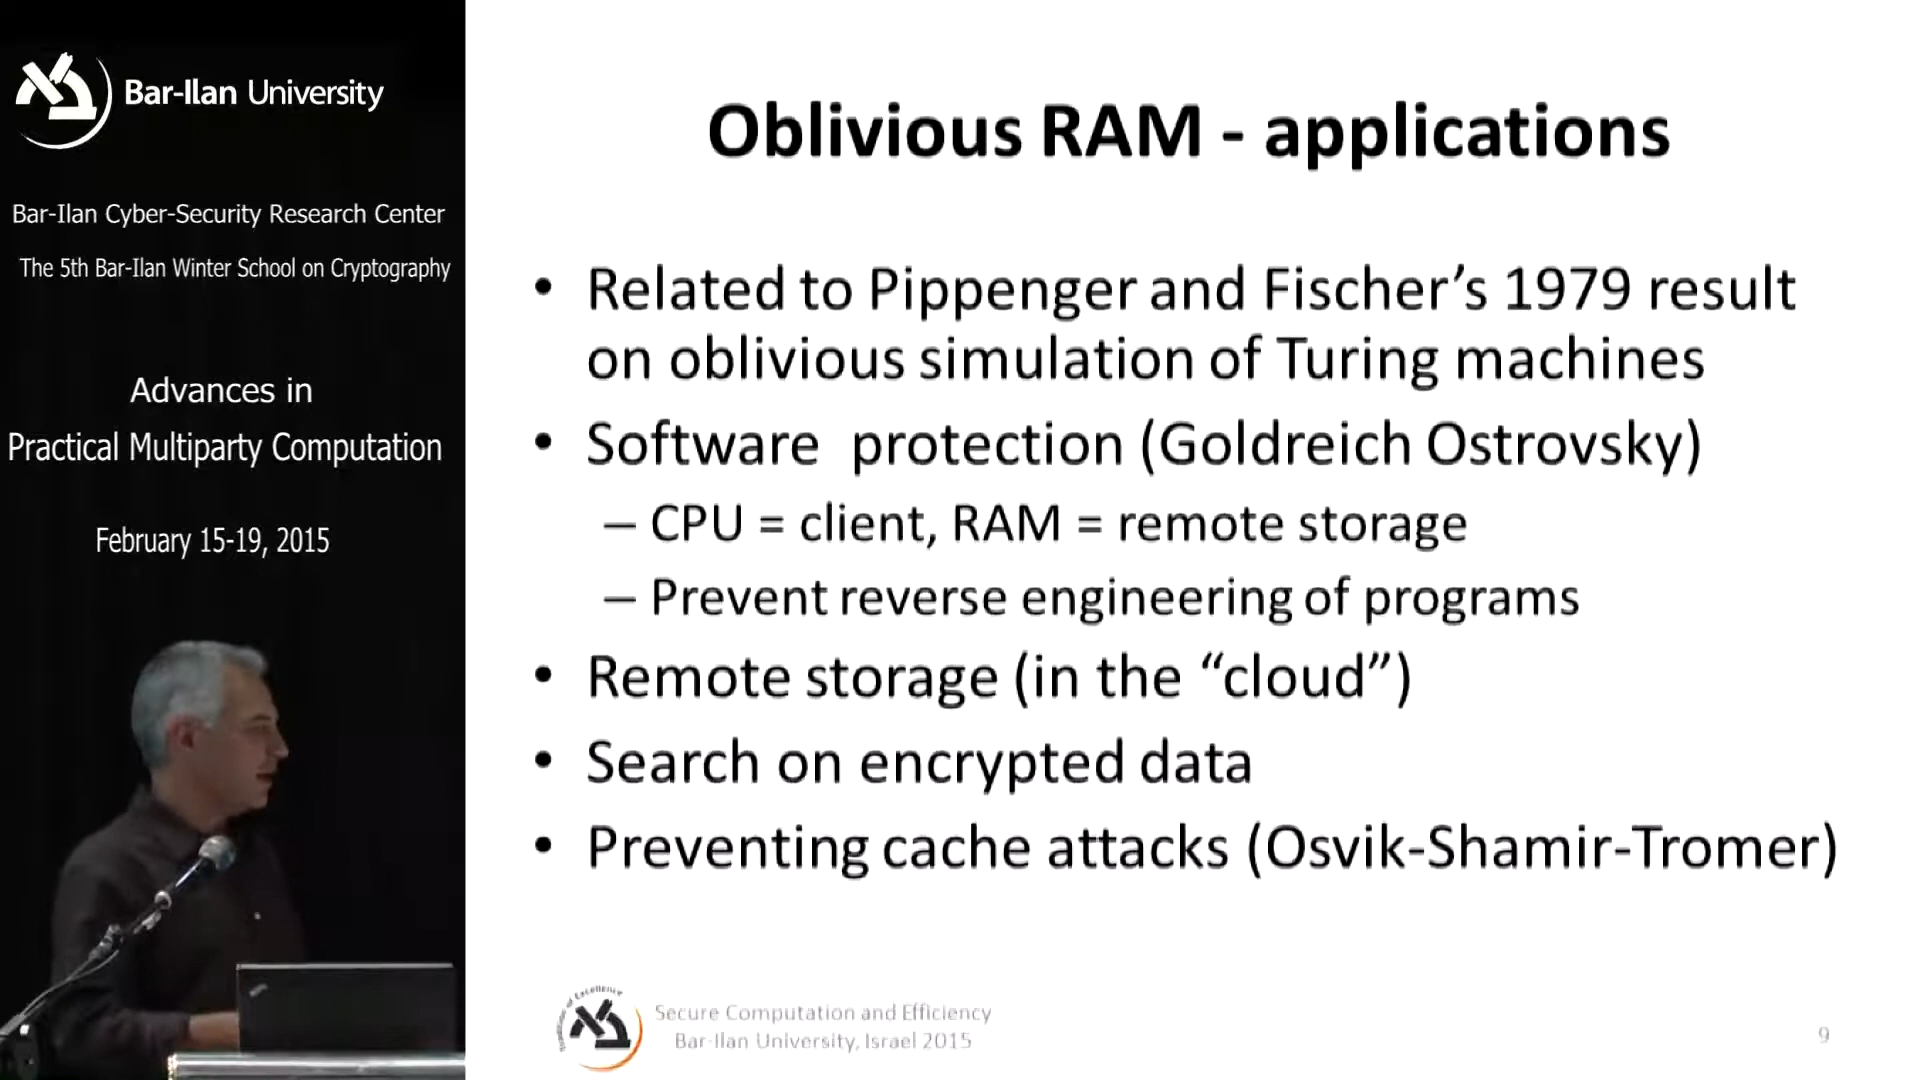 Bar-Ilan University
Bar-Ilan Cyber-Security Research Center
The 5th Bar-Ilan Winter School on Cryptography
Advances in
Practical Multiparty Computation
February 15-19, 2015
Oblivious RAM - applications
• Related to Pippenger and Fischer’s 1979 result
on oblivious simulation of Turing machines
• Software protection (Goldreich Ostrovsky)
– CPU = client, RAM = remote storage
– Prevent reverse engineering of programs
• Remote storage (in the “cloud”)
• Search on encrypted data
• Preventing cache attacks (Osvik-Shamir-Tromer)
of Excellence
Secure Computation and Efficiency
Bar-Ilan University, Israel 2015
9